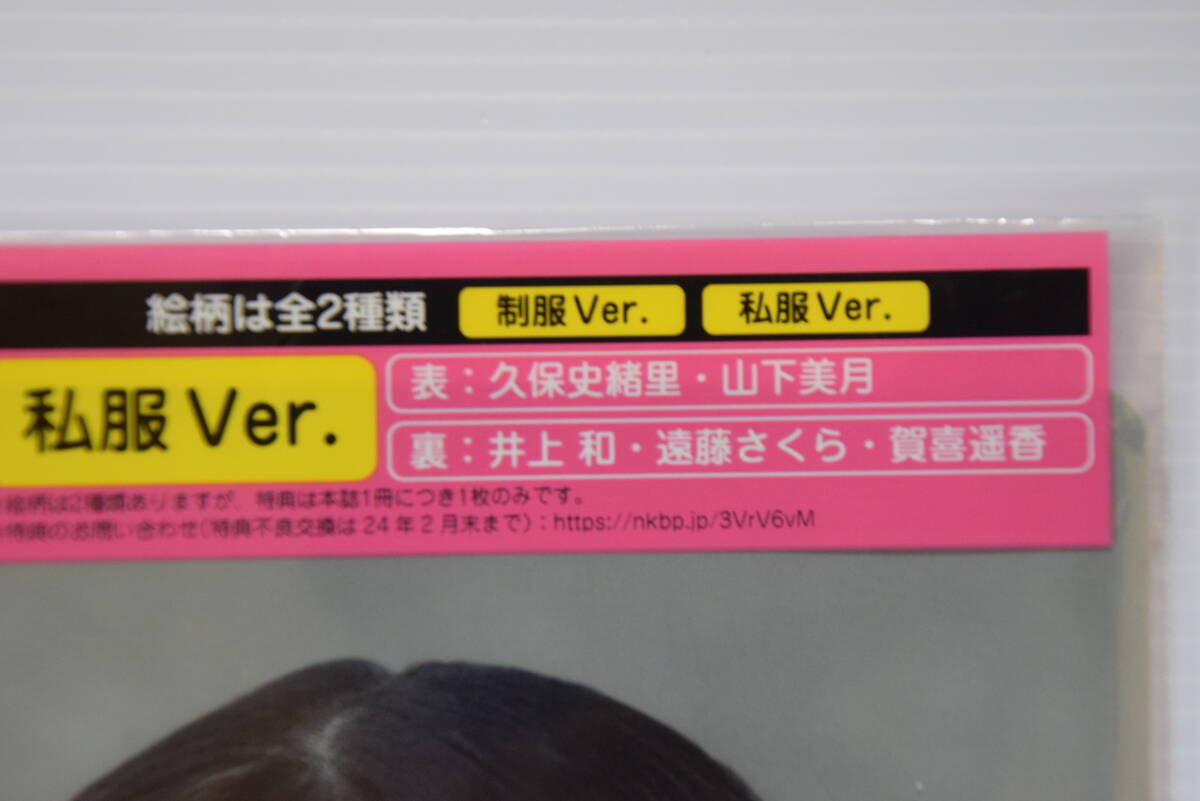 絵柄は全2種類 制服Ver. 私服Ver.
私服Ver.
表：久保史緒里・山下美月
裏：井上 和・遠藤さくら・賀喜遥香
※絵柄は2種類ありますが、特典は本誌1冊につき1枚のみです。
※特典のお問い合わせ（特典不良交換は24年2月末まで）：https://nkbp.jp/3VrV6vM